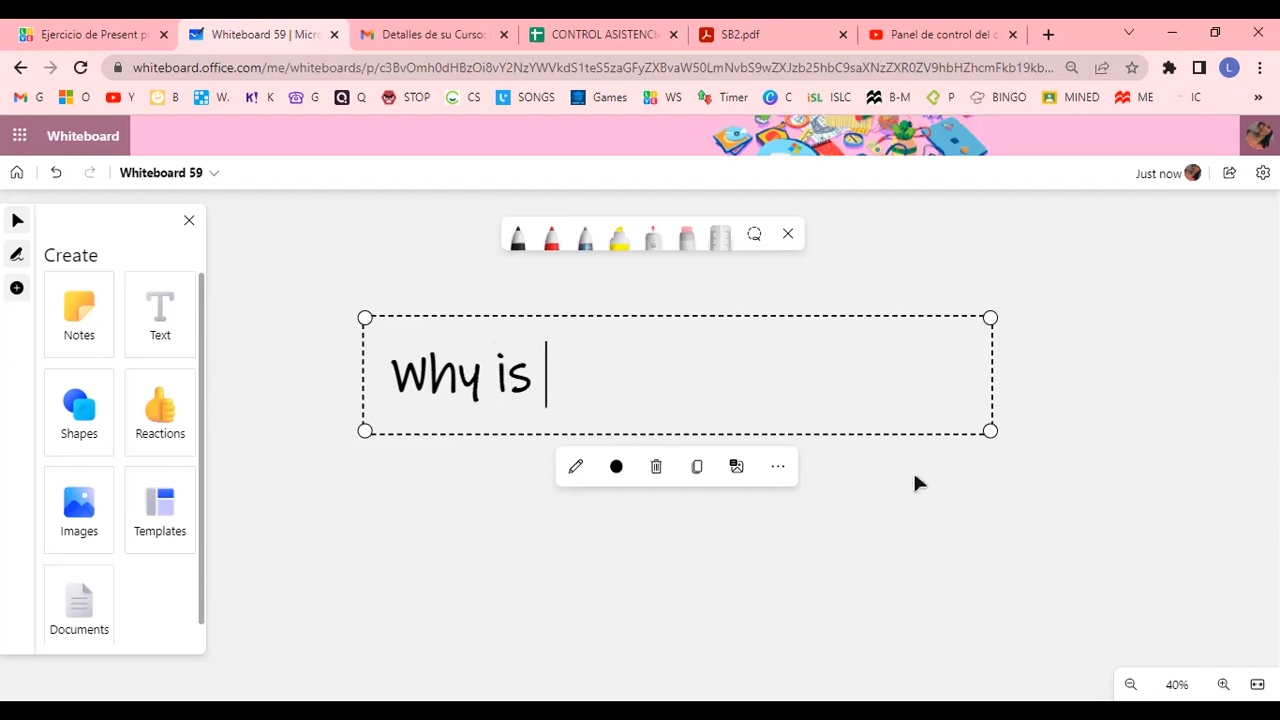 Ejercicio de Present pr
Whiteboard 59 | Micro
Detalles de su Curso:
CONTROL ASISTENCI
SB2.pdf
Panel de control del c
whiteboard.office.com/me/whiteboards/p/c3BvOmh0dHBzOi8vY2NzYWVkdS1teS5zaGFyZXBvaW50LmNvbS9wZXJzb25hbC9saXNzZXR0ZV9hbHZhcmFkb19kb...
L
G
O
Y
B
W.
K!
G
Q
STOP
CS
SONGS
Games
WS
Timer
C
ISLC
B-M
P
BINGO
MINED
ME
IC
»
Whiteboard
Whiteboard 59
Just now
Create
Notes
Text
Shapes
Reactions
Images
Templates
Documents
Why is
40%